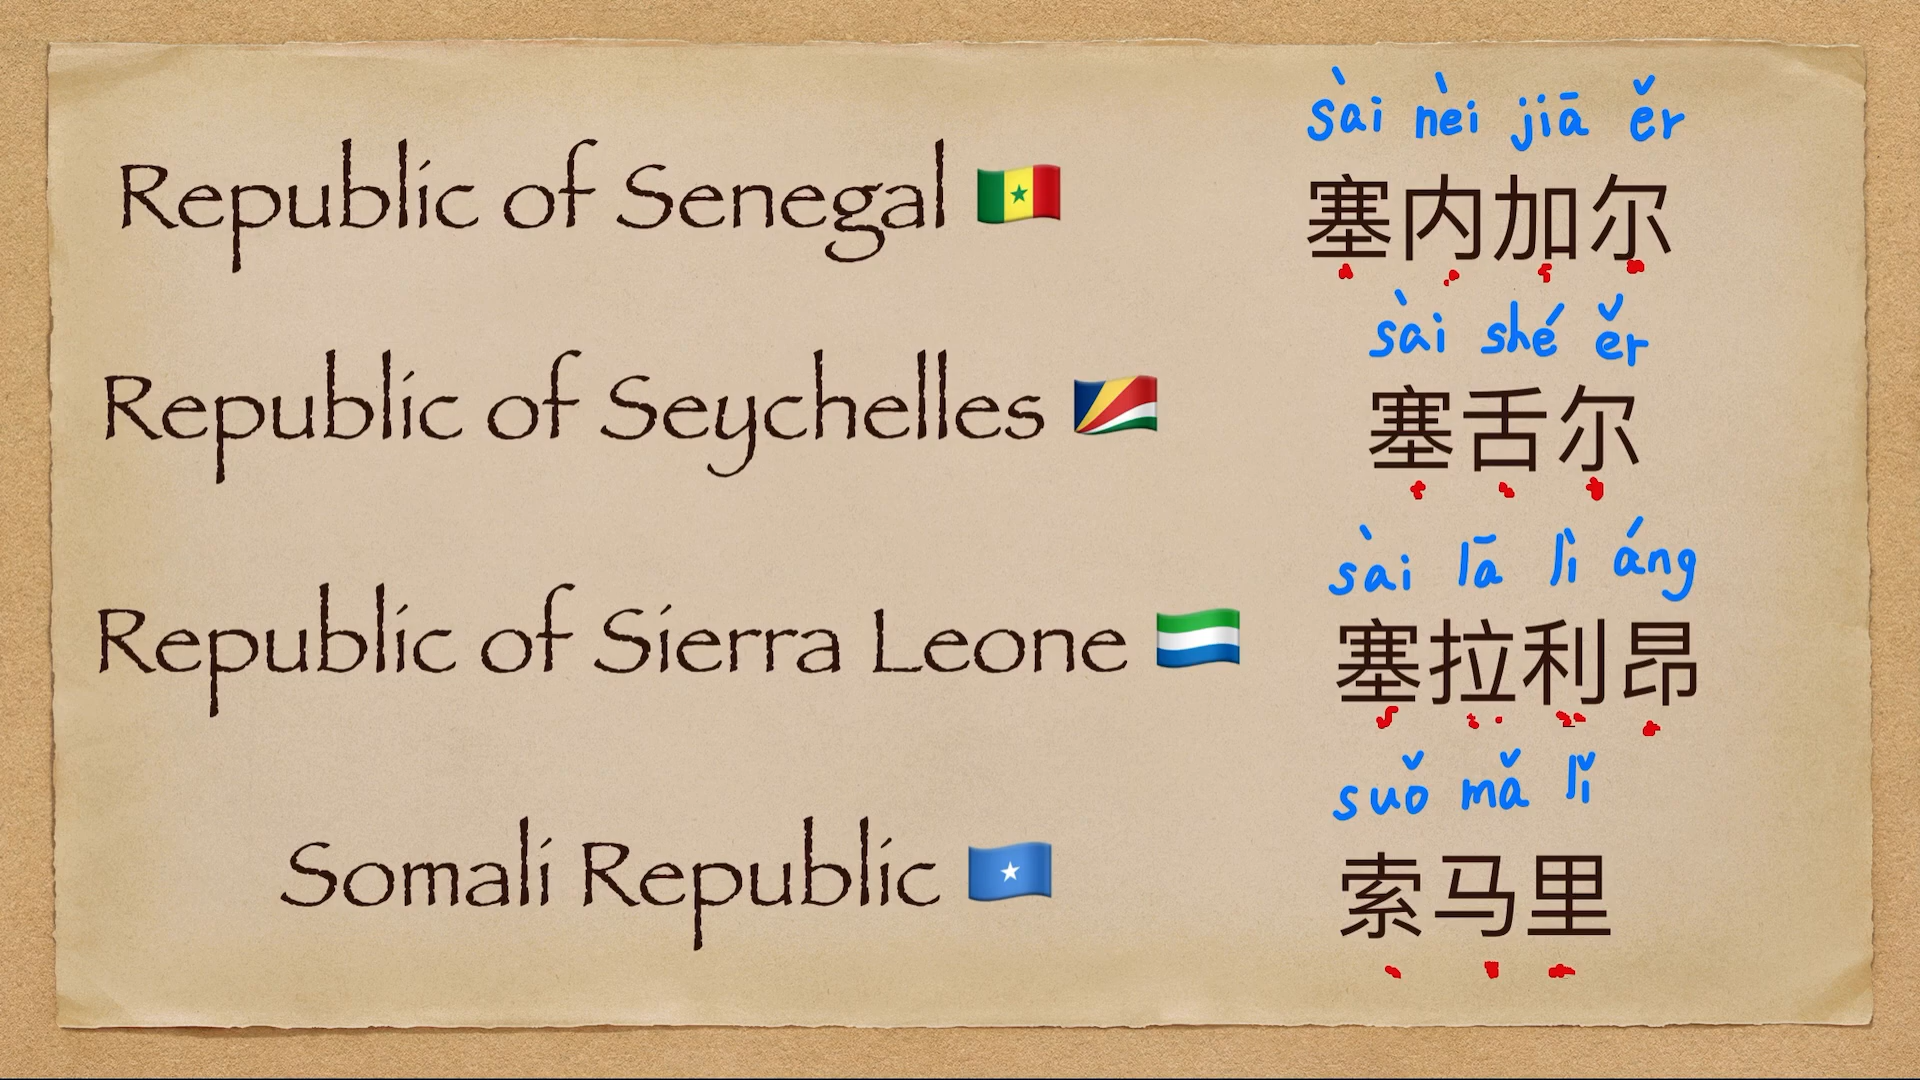 sài nèi jiā ěr
Republic of Senegal 🇸🇳 塞内加尔
sài shé ěr
Republic of Seychelles 🇸🇨 塞舌尔
sài lā lì áng
Republic of Sierra Leone 🇸🇱 塞拉利昂
suǒ mǎ lǐ
Somali Republic 🇸🇴 索马里